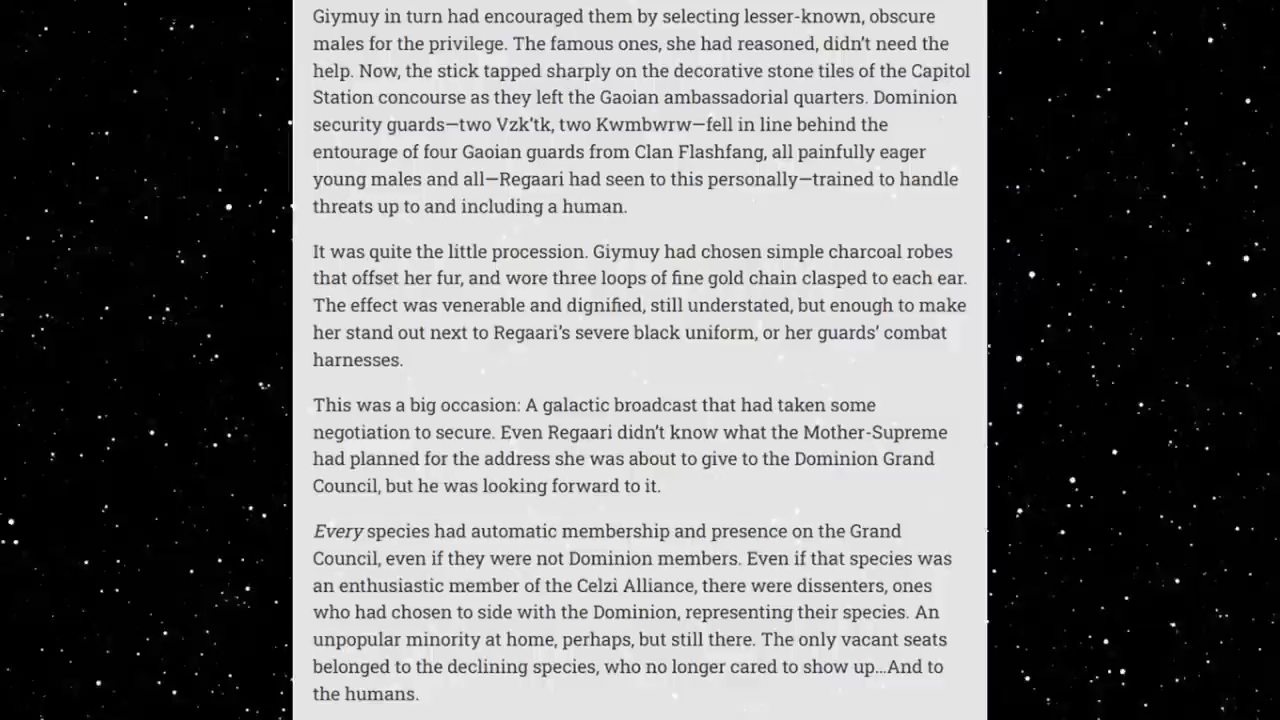 Giymuy in turn had encouraged them by selecting lesser-known, obscure
males for the privilege. The famous ones, she had reasoned, didn’t need the
help. Now, the stick tapped sharply on the decorative stone tiles of the Capitol
Station concourse as they left the Gaoian ambassadorial quarters. Dominion
security guards—two Vzk’tk, two Kwmbwrw—fell in line behind the
entourage of four Gaoian guards from Clan Flashfang, all painfully eager
young males and all—Regaari had seen to this personally—trained to handle
threats up to and including a human.
It was quite the little procession. Giymuy had chosen simple charcoal robes
that offset her fur, and wore three loops of fine gold chain clasped to each ear.
The effect was venerable and dignified, still understated, but enough to make
her stand out next to Regaari’s severe black uniform, or her guards’ combat
harnesses.
This was a big occasion: A galactic broadcast that had taken some
negotiation to secure. Even Regaari didn’t know what the Mother-Supreme
had planned for the address she was about to give to the Dominion Grand
Council, but he was looking forward to it.
Every species had automatic membership and presence on the Grand
Council, even if they were not Dominion members. Even if that species was
an enthusiastic member of the Celzi Alliance, there were dissenters, ones
who had chosen to side with the Dominion, representing their species. An
unpopular minority at home, perhaps, but still there. The only vacant seats
belonged to the declining species, who no longer cared to show up…And to
the humans.